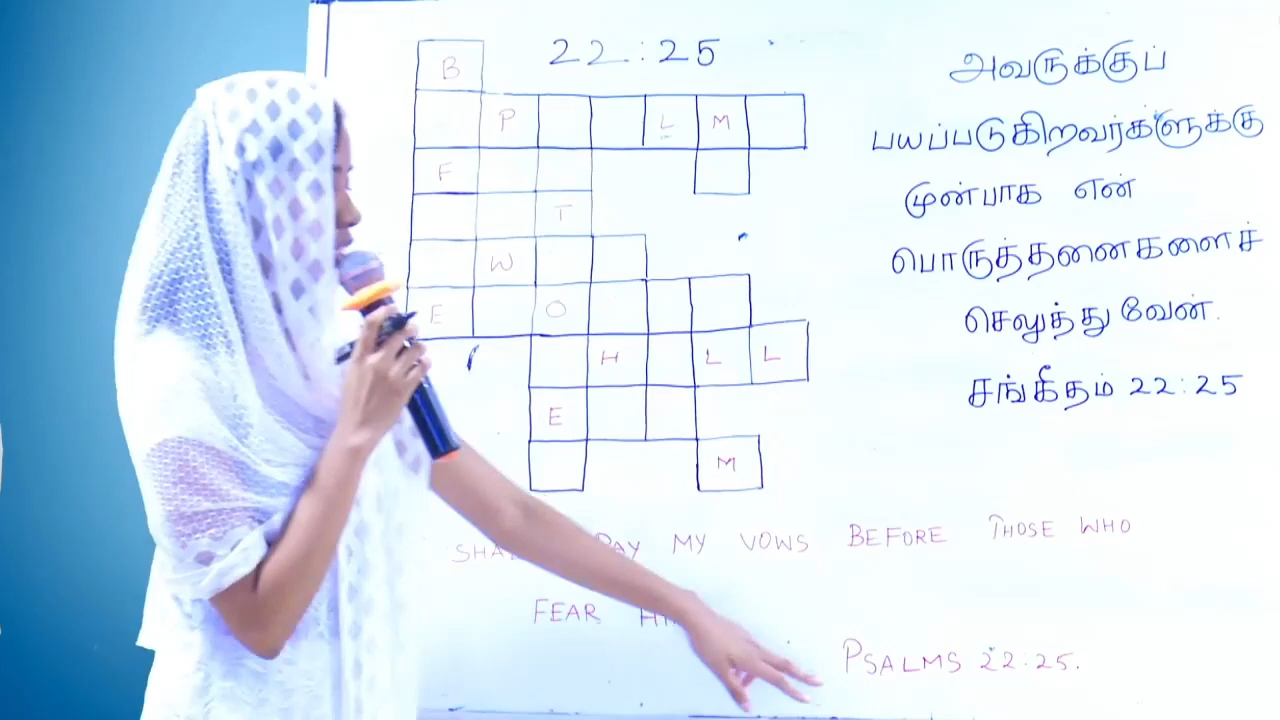 22:25
B
P L M
F
T
W
E O
H L L
E
M
அவருக்குப்
பயப்படுகிறவர்களுக்கு
முன்பாக என்
பொருத்தனைகளைச்
செலுத்துவேன்.
சங்கீதம் 22:25
MY VOWS BEFORE THOSE WHO
FEAR
PSALMS 22:25.